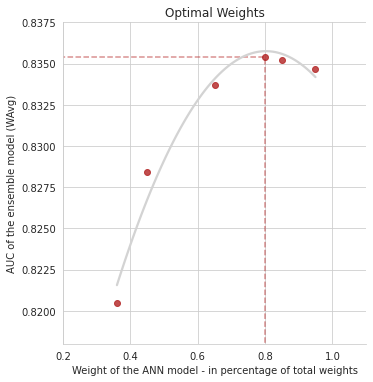 Optimal Weights
0.8375
0.8350
0.8325
0.8300
0.8275
0.8250
0.8225
0.8200
AUC of the ensemble model (WAvg)
0.2 0.4 0.6 0.8 1.0
Weight of the ANN model - in percentage of total weights